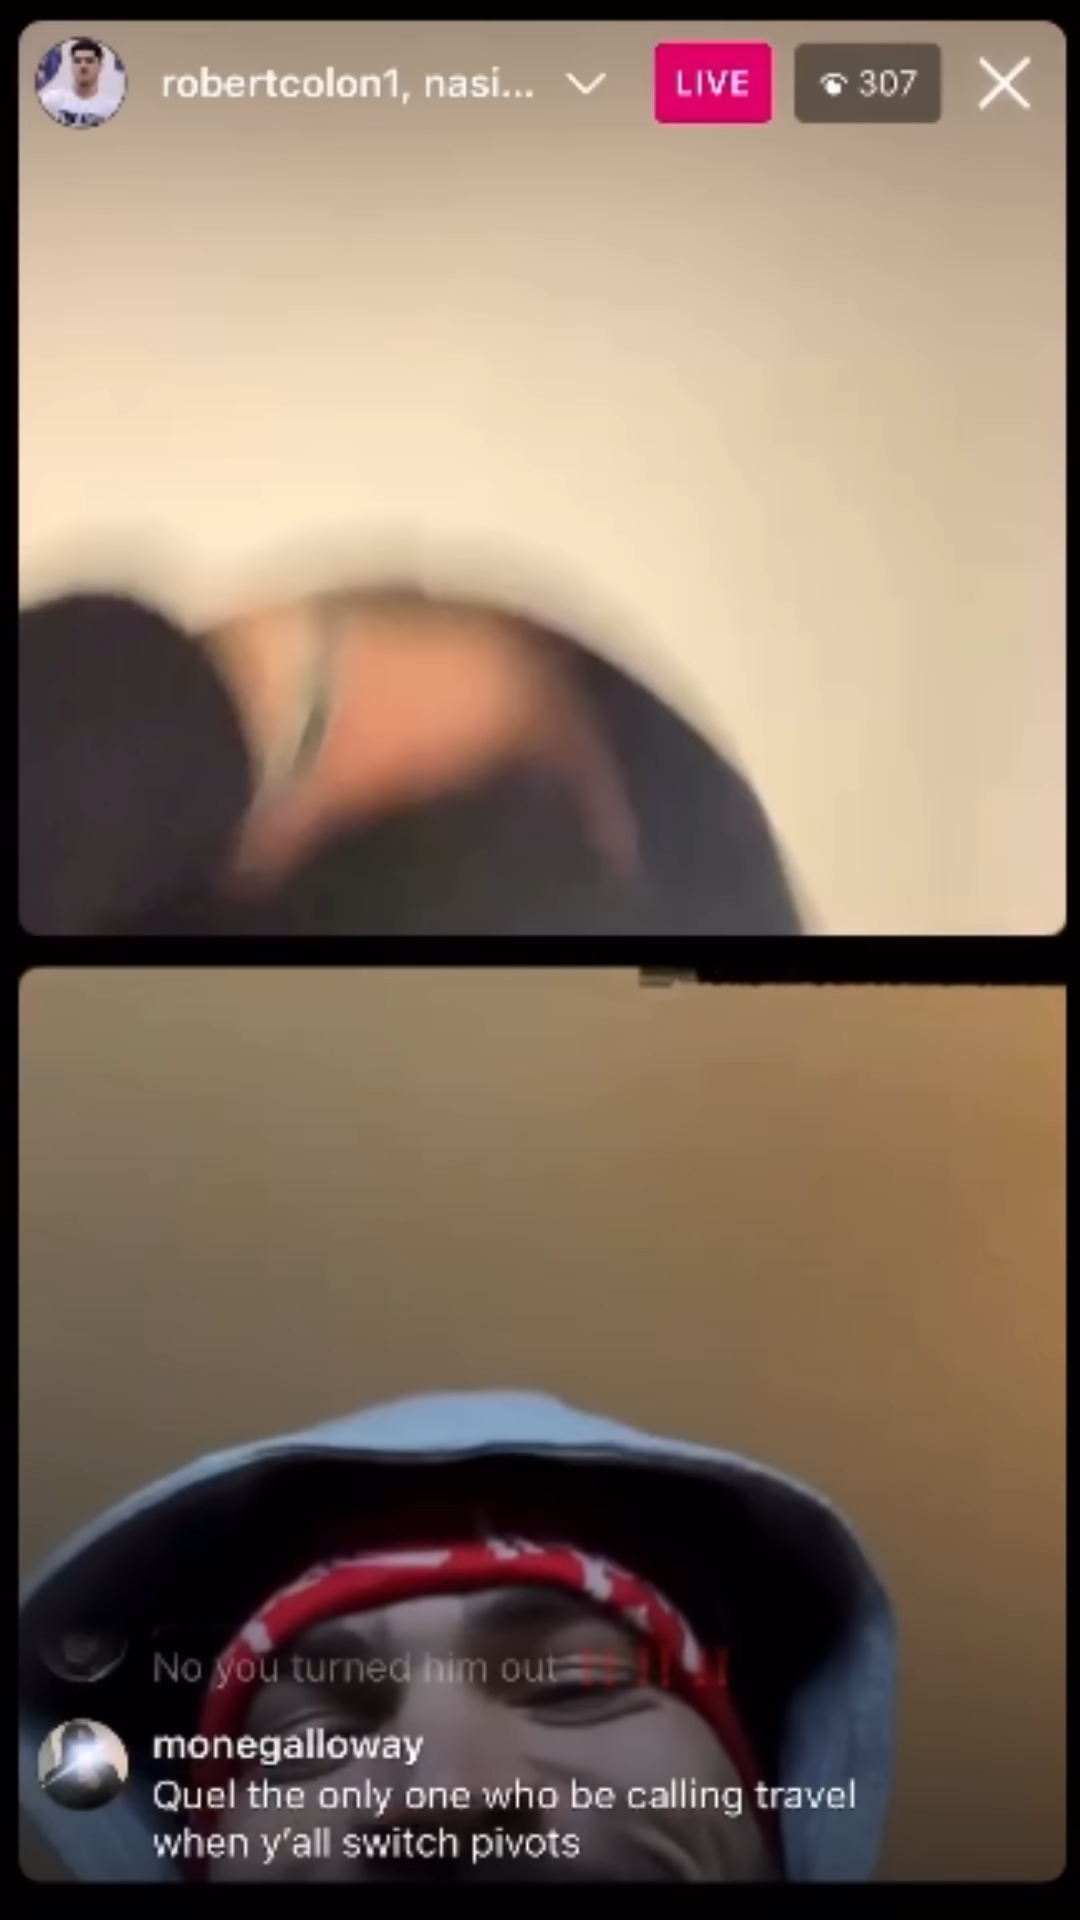 robertcolon1, nasi...
LIVE
307
No you turned him out ‼️‼️‼️
monegalloway
Quel the only one who be calling travel
when y'all switch pivots